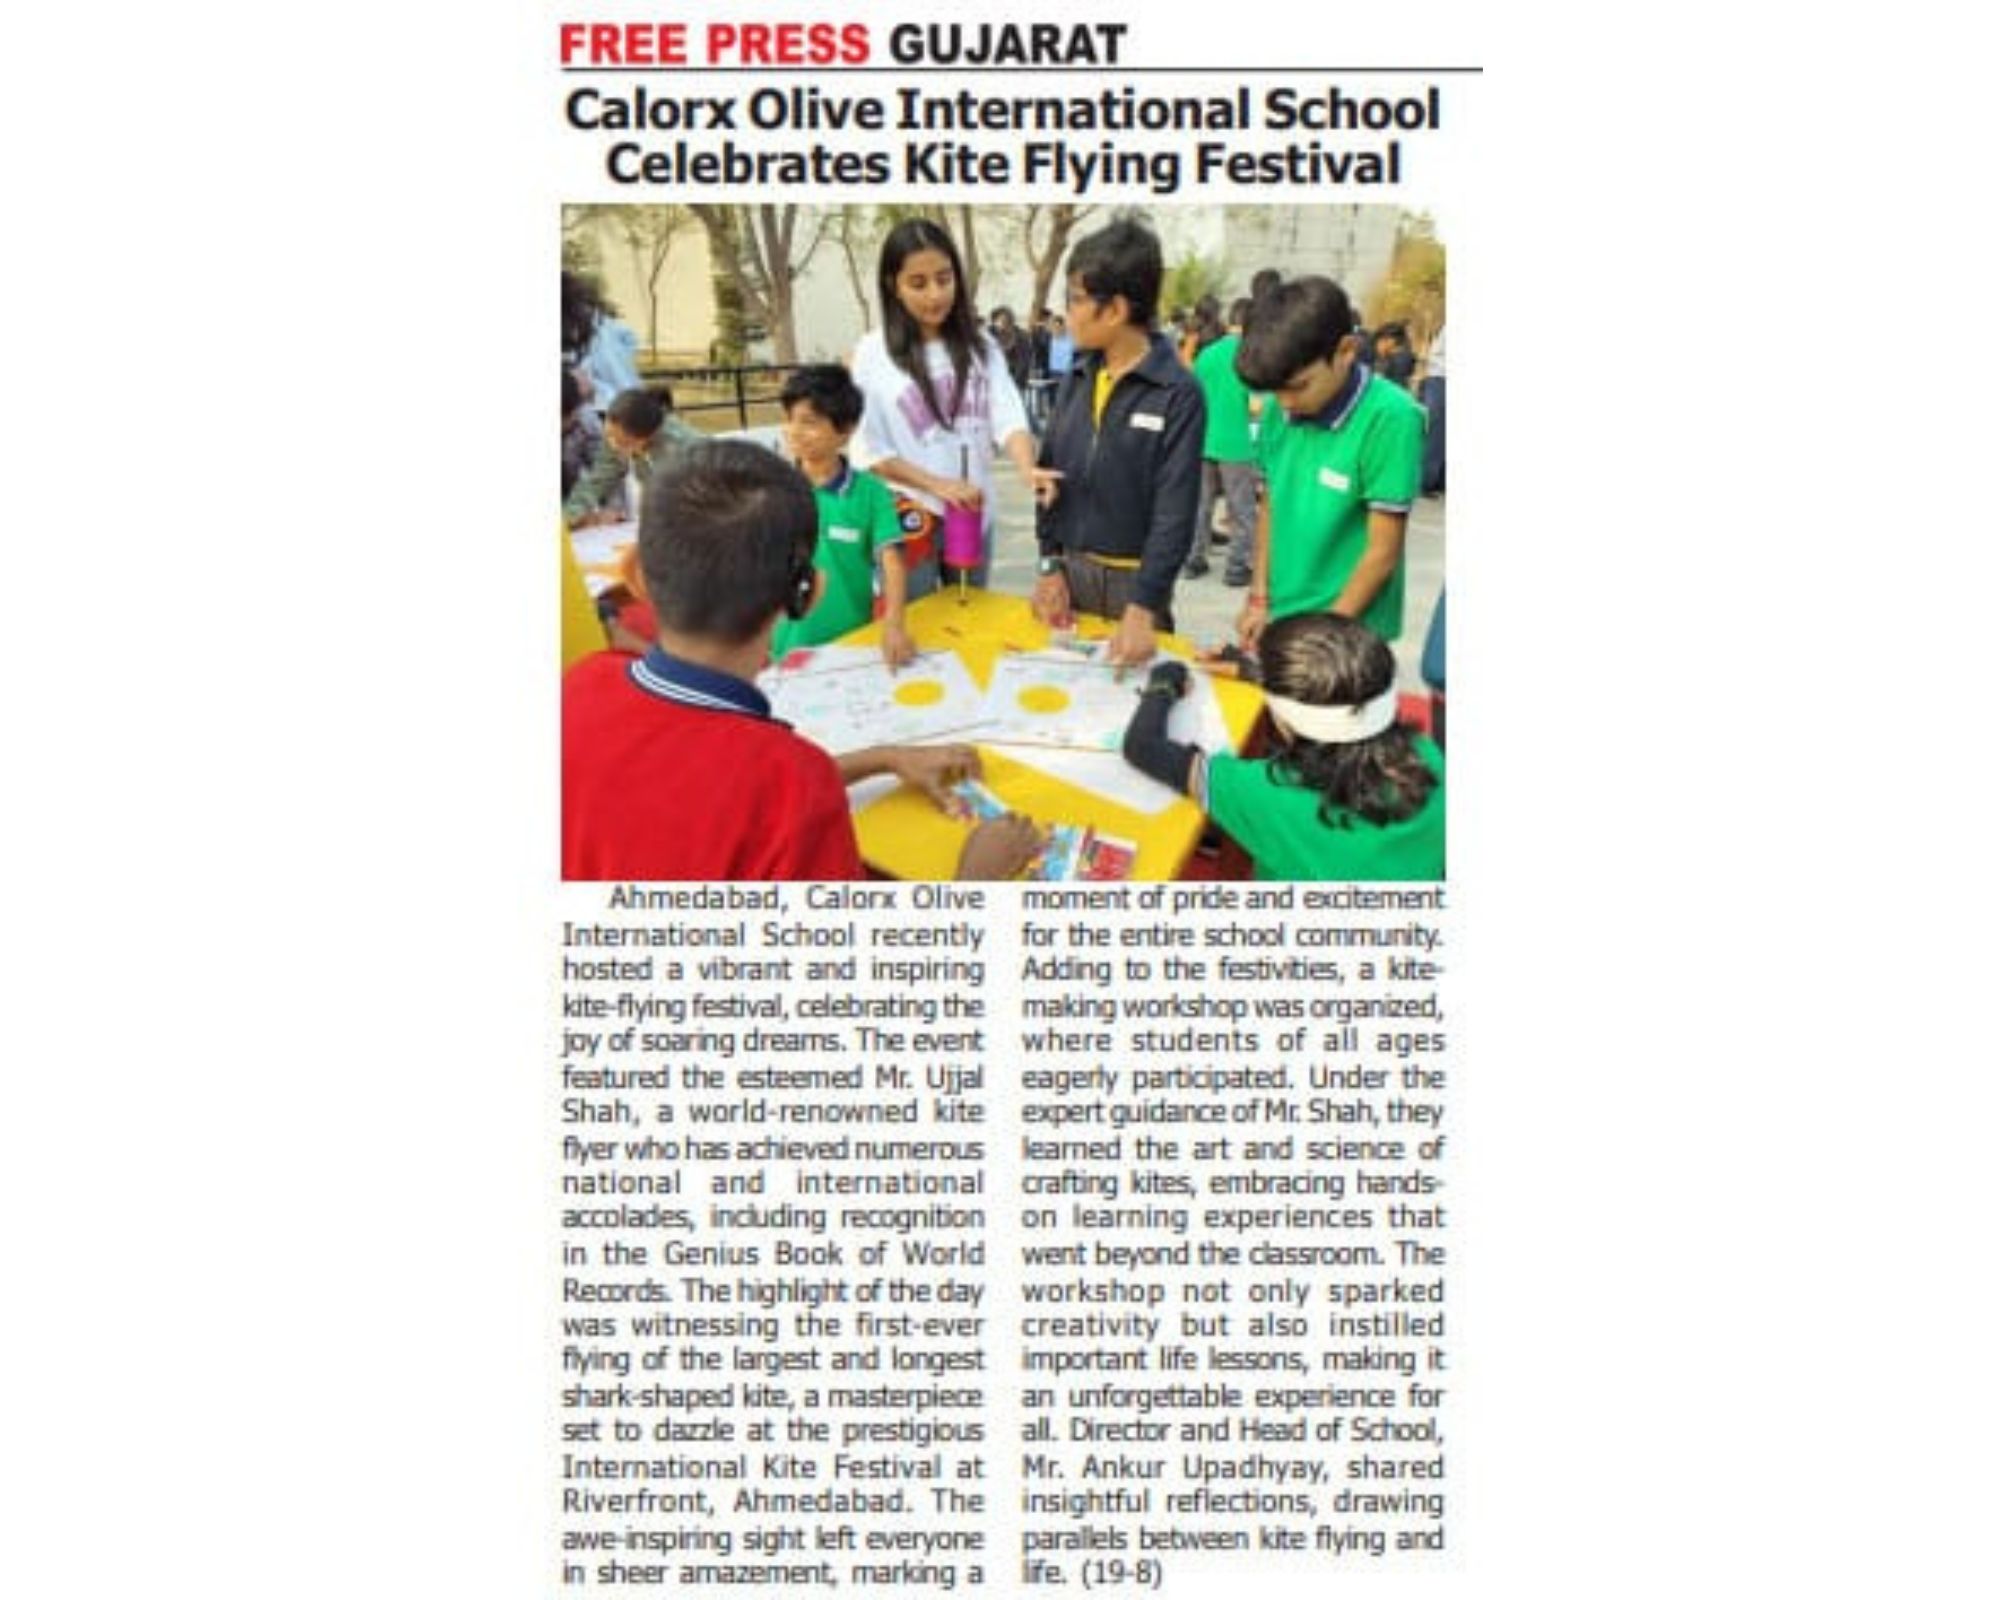 FREE PRESS GUJARAT
Calorx Olive International School
Celebrates Kite Flying Festival
Ahmedabad, Calorx Olive
International School recently
hosted a vibrant and inspiring
kite-flying festival, celebrating the
joy of soaring dreams. The event
featured the esteemed Mr. Ujjal
Shah, a world-renowned kite
flyer who has achieved numerous
national and international
accolades, including recognition
in the Genius Book of World
Records. The highlight of the day
was witnessing the first-ever
flying of the largest and longest
shark-shaped kite, a masterpiece
set to dazzle at the prestigious
International Kite Festival at
Riverfront, Ahmedabad. The
awe-inspiring sight left everyone
in sheer amazement, marking a
moment of pride and excitement
for the entire school community.
Adding to the festivities, a kite-
making workshop was organized,
where students of all ages
eagerly participated. Under the
expert guidance of Mr. Shah, they
learned the art and science of
crafting kites, embracing hands-
on learning experiences that
went beyond the classroom. The
workshop not only sparked
creativity but also instilled
important life lessons, making it
an unforgettable experience for
all. Director and Head of School,
Mr. Ankur Upadhyay, shared
insightful reflections, drawing
parallels between kite flying and
life. (19-8)